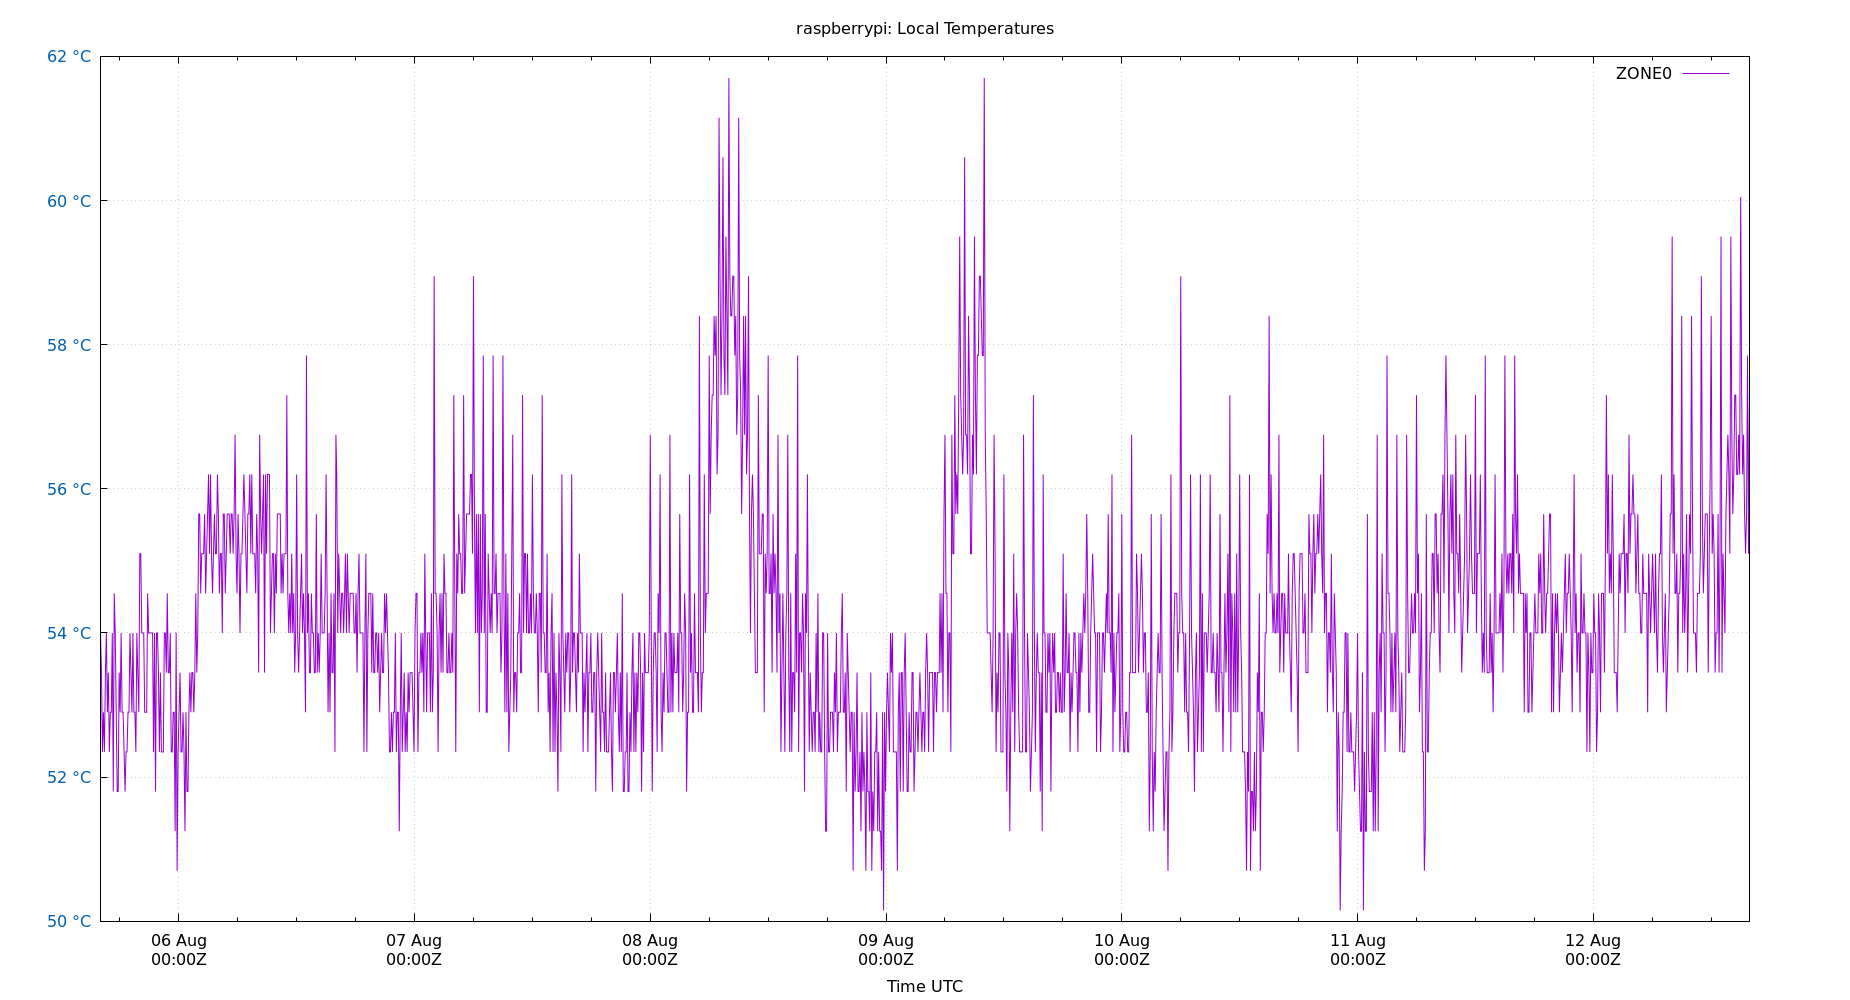 raspberrypi: Local Temperatures
62 °C
ZONE0
60 °C
58 °C
56 °C
54 °C
52 °C
50 °C
06 Aug 07 Aug 08 Aug 09 Aug 10 Aug 11 Aug 12 Aug
00:00Z 00:00Z 00:00Z 00:00Z 00:00Z 00:00Z 00:00Z
Time UTC